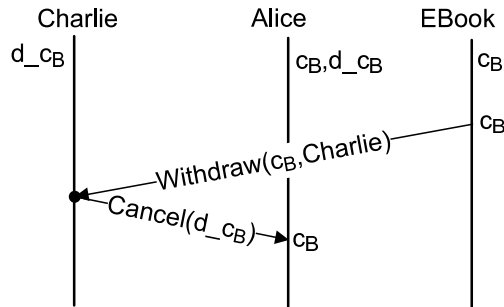 Charlie Alice EBook
d_cB cB,d_cB cB
cB
Withdraw(cB,Charlie)
Cancel(d_cB) cB